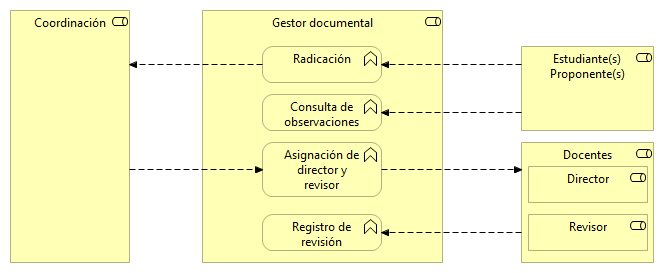 Coordinación
Gestor documental
Radicación
Consulta de
observaciones
Asignación de
director y
revisor
Registro de
revisión
Estudiante(s)
Proponente(s)
Docentes
Director
Revisor